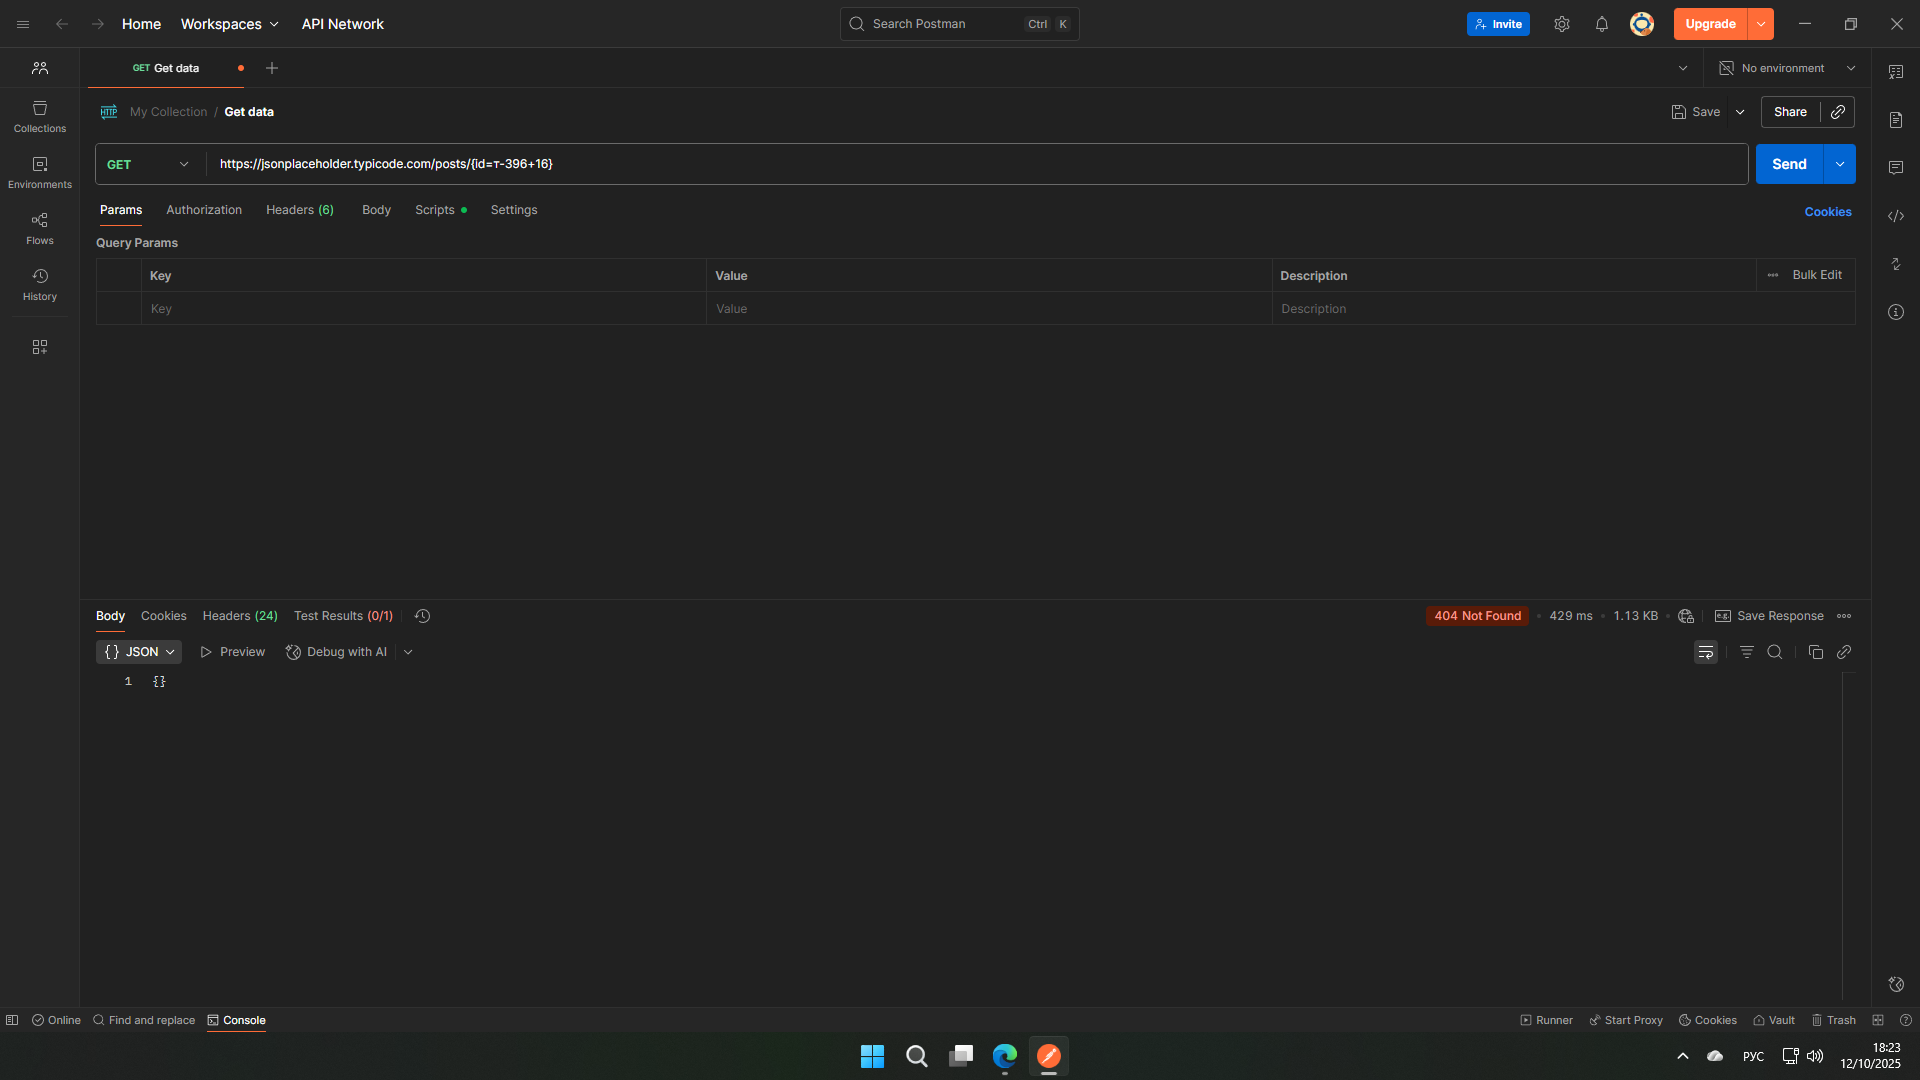 Home
Workspaces
API Network
Search Postman
Ctrl K
Invite
Upgrade
GET Get data
No environment
HTTP My Collection / Get data
Save
Share
Collections
Environments
Flows
History
GET
https://jsonplaceholder.typicode.com/posts/{id=т-396+16}
Send
Params Authorization Headers (6) Body Scripts Settings
Cookies
Query Params
Key Value Description
Bulk Edit
Key Value Description
Body Cookies Headers (24) Test Results (0/1)
404 Not Found • 429 ms • 1.13 KB
e.g. Save Response
{} JSON
Preview
Debug with AI
1 {}
Online
Find and replace
Console
Runner
Start Proxy
Cookies
Vault
Trash
РУС
18:23
12/10/2025